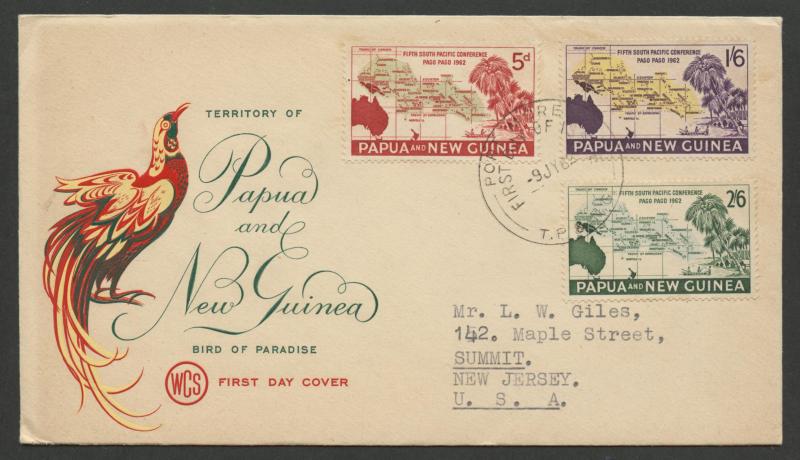 TERRITORY OF
Papua
and
New Guinea
BIRD OF PARADISE
WCS FIRST DAY COVER
FIFTH SOUTH PACIFIC CONFERENCE
PAGO PAGO 1962
5d
PAPUA AND NEW GUINEA
FIFTH SOUTH PACIFIC CONFERENCE
PAGO PAGO 1962
1/6
PAPUA AND NEW GUINEA
FIFTH SOUTH PACIFIC CONFERENCE
PAGO PAGO 1962
2/6
PAPUA AND NEW GUINEA
FIRST
-9JY62
Mr. L. W. Giles,
142. Maple Street,
SUMMIT.
NEW JERSEY.
U. S. A.